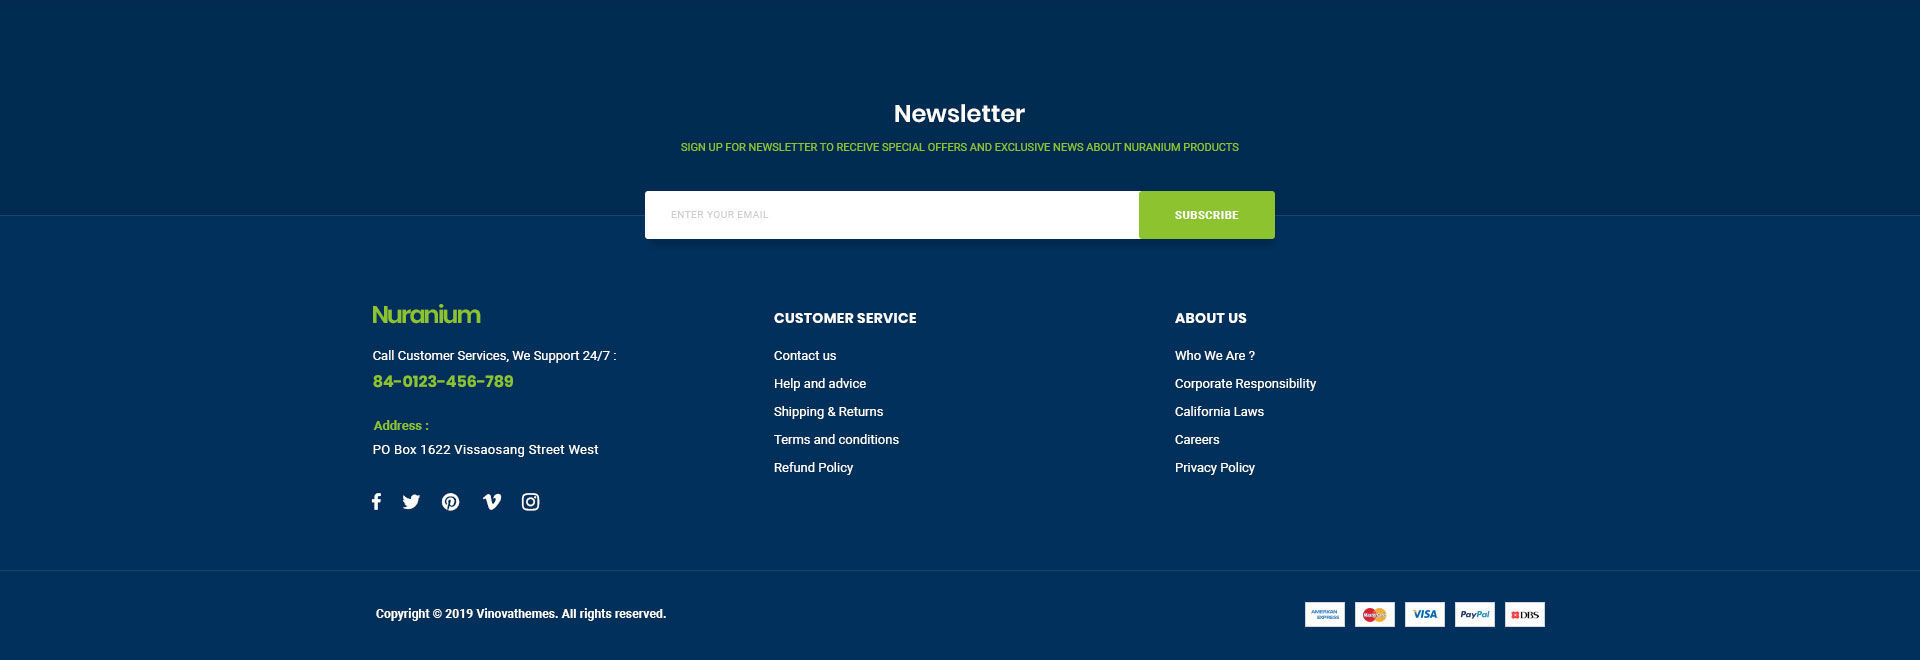 Newsletter
SIGN UP FOR NEWSLETTER TO RECEIVE SPECIAL OFFERS AND EXCLUSIVE NEWS ABOUT NURANIUM PRODUCTS
ENTER YOUR EMAIL
SUBSCRIBE
Nuranium
Call Customer Services, We Support 24/7 :
84-0123-456-789
Address :
PO Box 1622 Vissaosang Street West
CUSTOMER SERVICE
Contact us
Help and advice
Shipping & Returns
Terms and conditions
Refund Policy
ABOUT US
Who We Are ?
Corporate Responsibility
California Laws
Careers
Privacy Policy
Copyright © 2019 Vinovathemes. All rights reserved.
AMERICAN
EXPRESS
MasterCard
VISA
PayPal
DBS